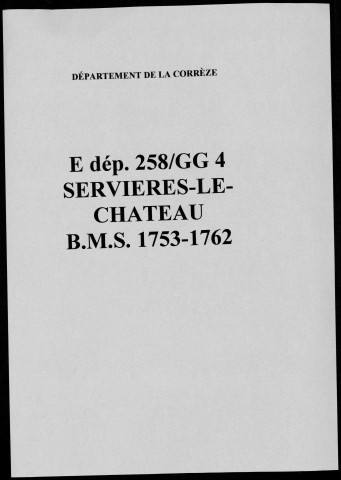 DÉPARTEMENT DE LA CORRÈZE
E dép. 258/GG 4
SERVIERES-LE-
CHATEAU
B.M.S. 1753-1762